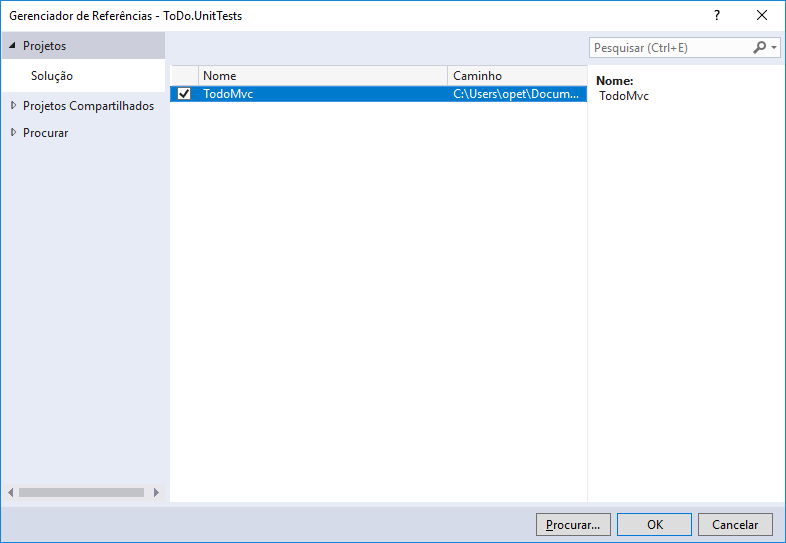 Gerenciador de Referências - ToDo.UnitTests
Projetos
Solução
Projetos Compartilhados
Procurar
Pesquisar (Ctrl+E)
Nome Caminho
TodoMvc C:\Users\opet\Docum...
Nome:
TodoMvc
Procurar... OK Cancelar